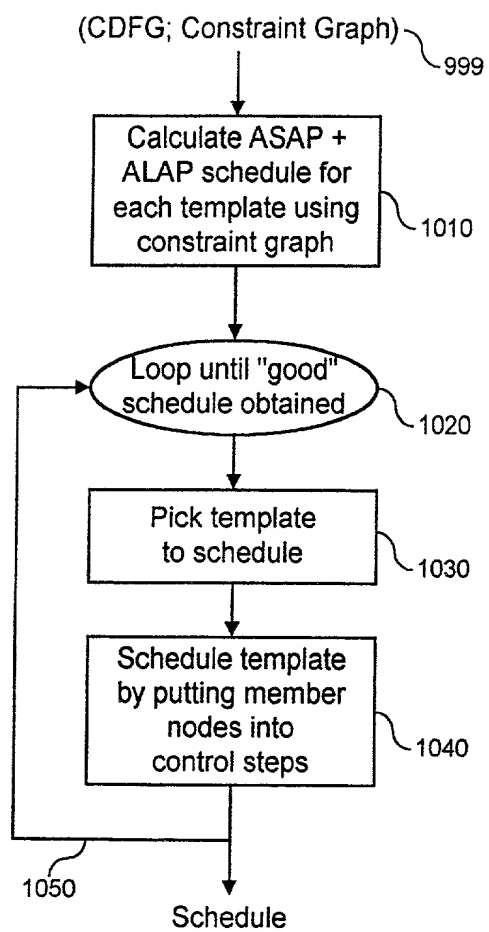 (CDFG; Constraint Graph)
999
Calculate ASAP +
ALAP schedule for
each template using
constraint graph
1010
Loop until "good"
schedule obtained
1020
Pick template
to schedule
1030
Schedule template
by putting member
nodes into
control steps
1040
1050
Schedule